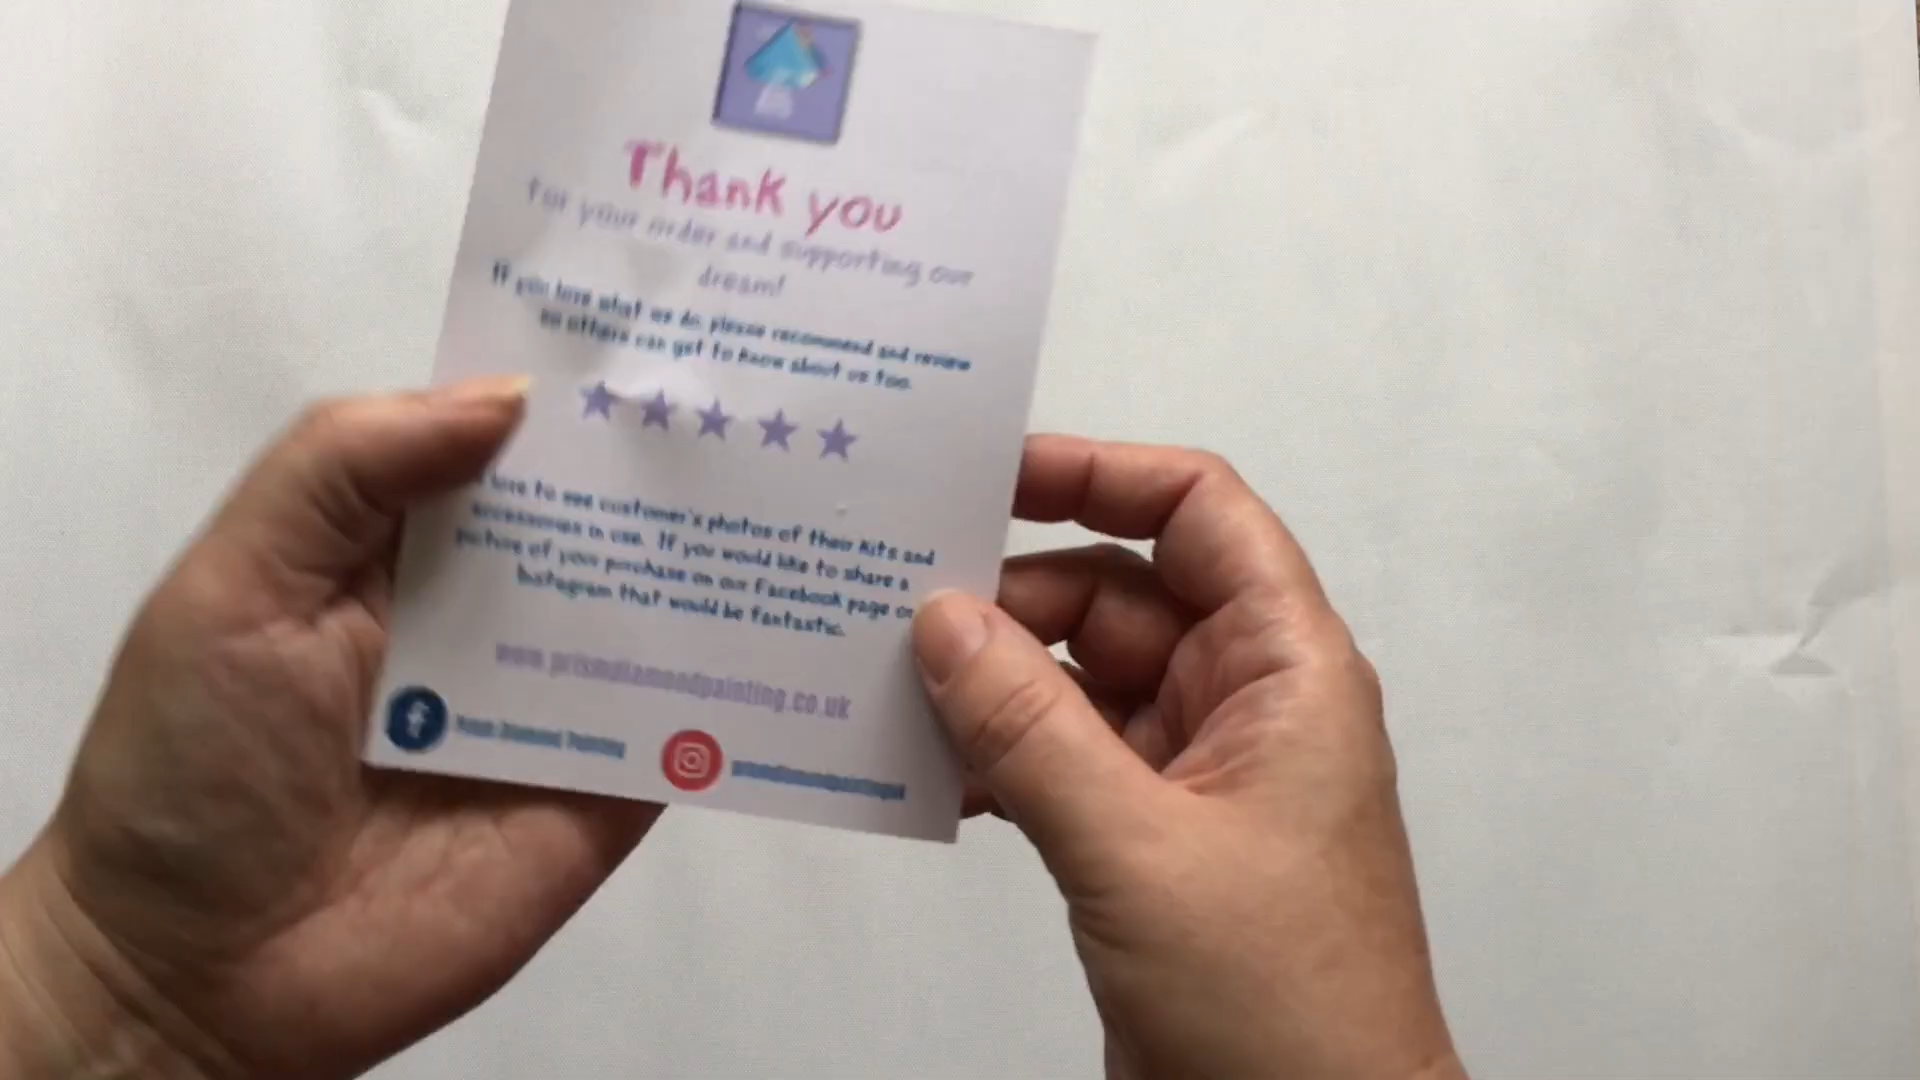 Thank you
for your order and supporting our
dream!
If you love what we do, please recommend and review
so others can get to know about us too.
love to see customer's photos of their kits and
accessories in use. If you would like to share a
picture of your purchase on our Facebook page or
Instagram that would be fantastic.
www.prismdiamondpainting.co.uk
Prism Diamond Painting